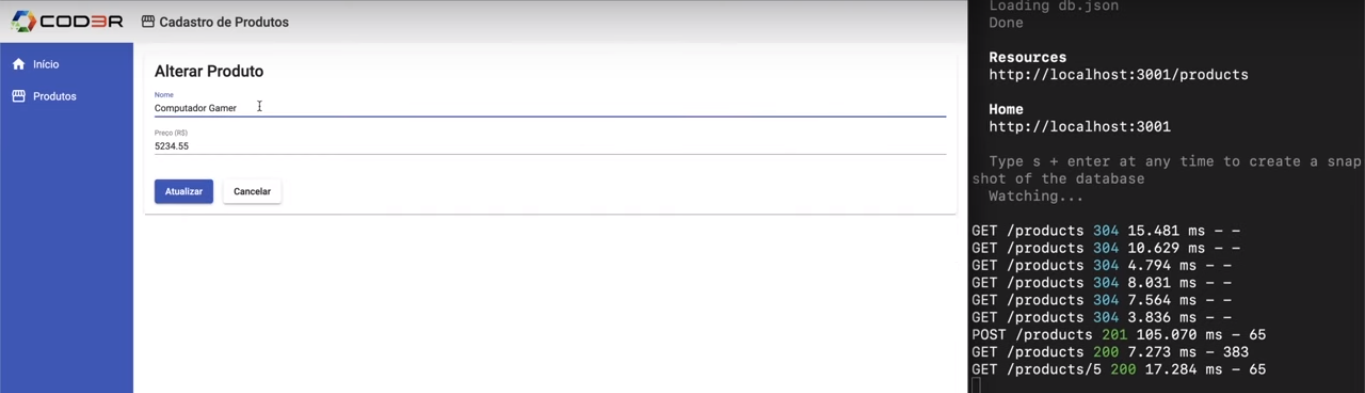 COD3R Cadastro de Produtos
Início
Produtos
Alterar Produto
Nome
Computador Gamer
Preço (R$)
5234.55
Atualizar Cancelar
Loading db.json
Done
Resources
http://localhost:3001/products
Home
http://localhost:3001
Type s + enter at any time to create a snap
shot of the database
Watching...
GET /products 304 15.481 ms - -
GET /products 304 10.629 ms - -
GET /products 304 4.794 ms - -
GET /products 304 8.031 ms - -
GET /products 304 7.564 ms - -
GET /products 304 3.836 ms - -
POST /products 201 105.070 ms - 65
GET /products 200 7.273 ms - 383
GET /products/5 200 17.284 ms - 65